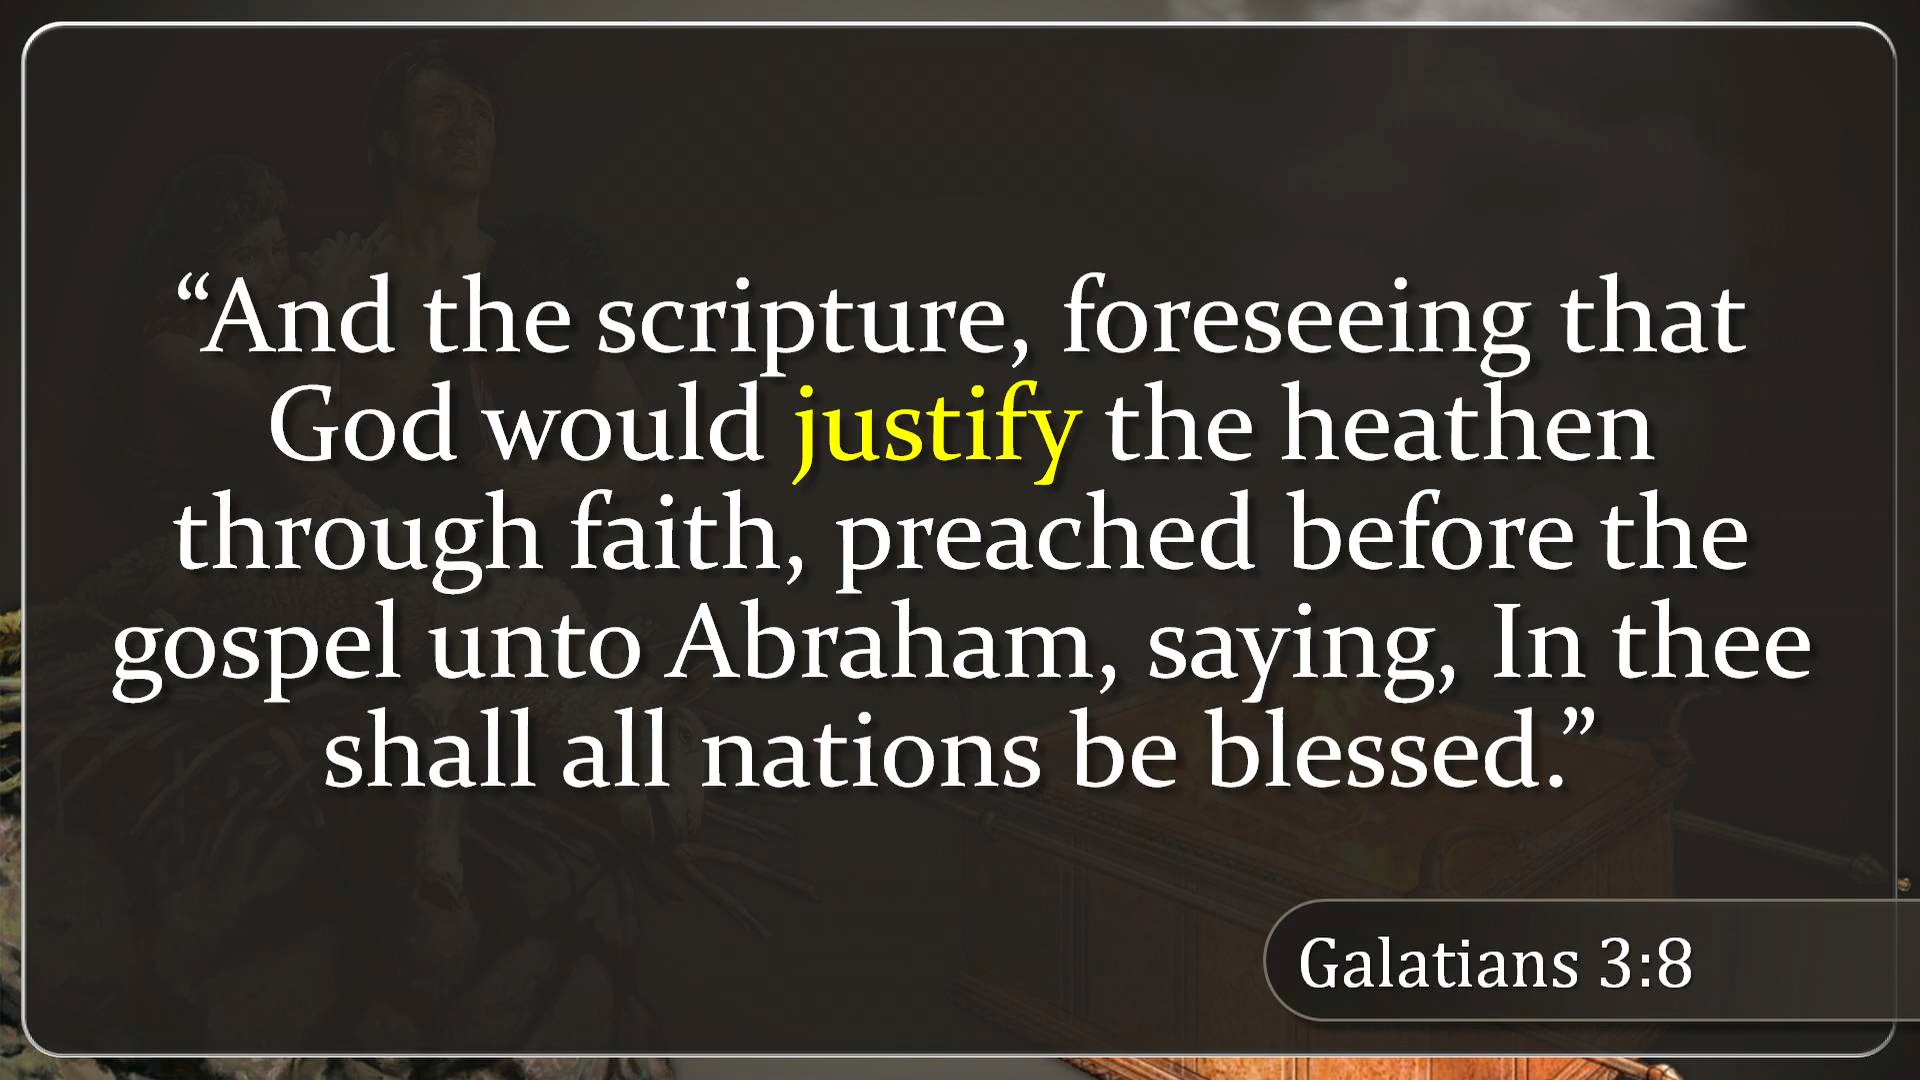 “And the scripture, foreseeing that
God would justify the heathen
through faith, preached before the
gospel unto Abraham, saying, In thee
shall all nations be blessed.”
Galatians 3:8